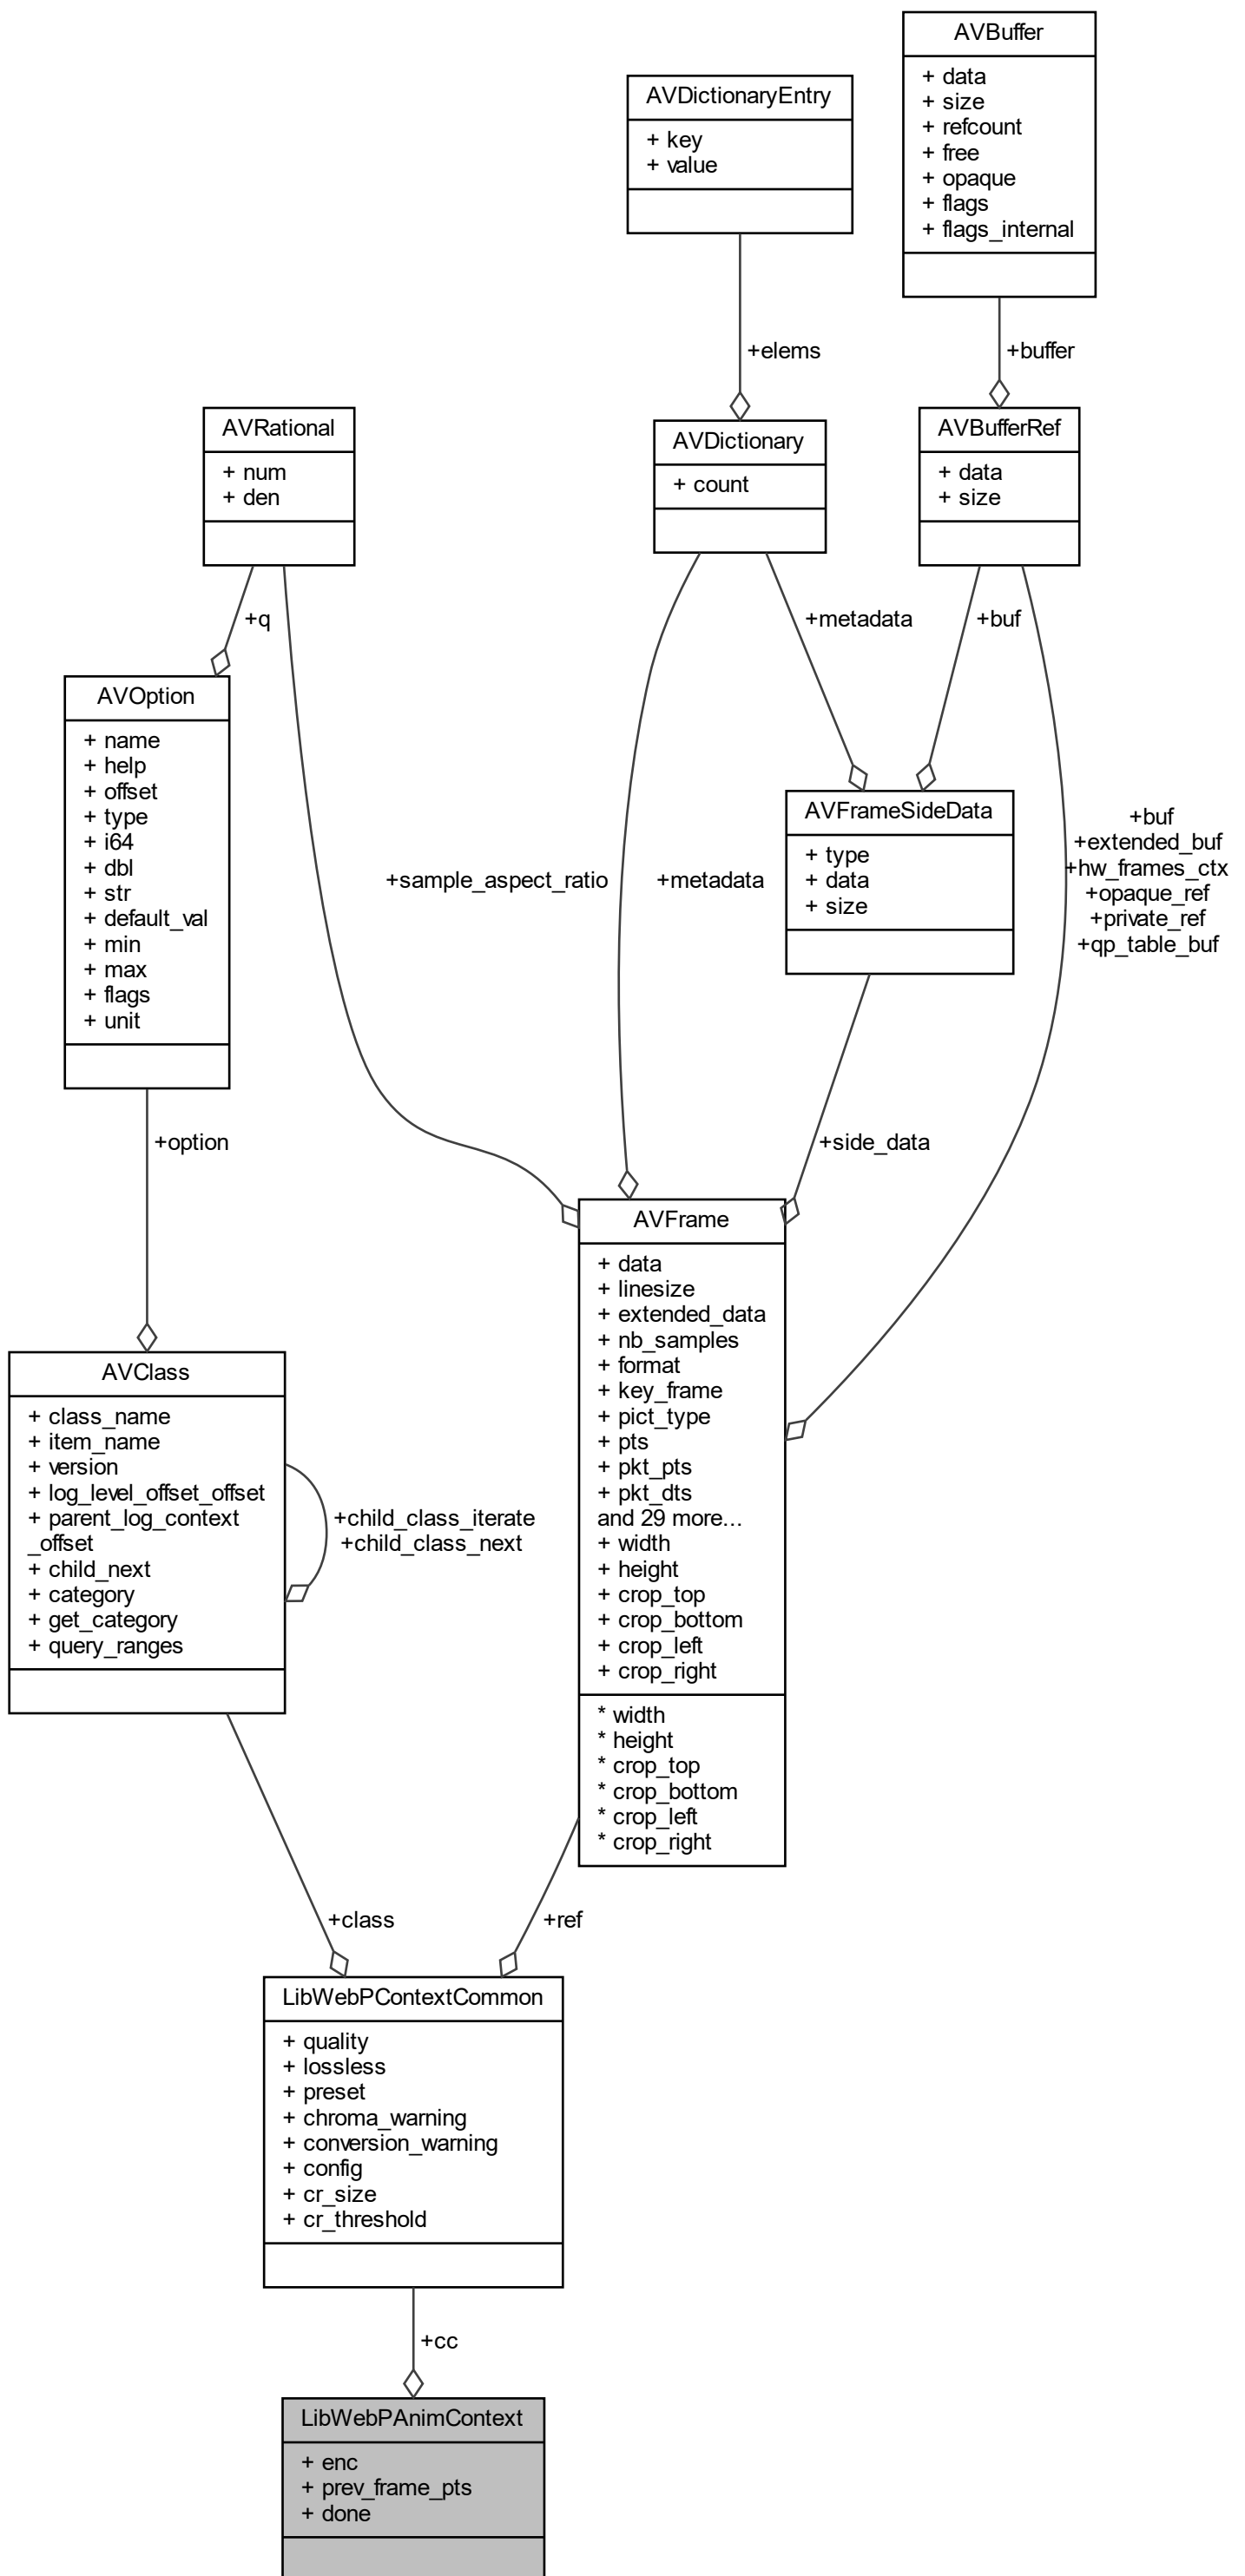 AVBuffer
+ data
+ size
+ refcount
+ free
+ opaque
+ flags
+ flags_internal
AVDictionaryEntry
+ key
+ value
+elems
+buffer
AVRational
+ num
+ den
AVDictionary
+ count
AVBufferRef
+ data
+ size
+q
+metadata
+buf
AVOption
+ name
+ help
+ offset
+ type
+ i64
+ dbl
+ str
+ default_val
+ min
+ max
+ flags
+ unit
+sample_aspect_ratio
+metadata
AVFrameSideData
+ type
+ data
+ size
+buf
+extended_buf
+hw_frames_ctx
+opaque_ref
+private_ref
+qp_table_buf
+option
+side_data
AVFrame
+ data
+ linesize
+ extended_data
+ nb_samples
+ format
+ key_frame
+ pict_type
+ pts
+ pkt_pts
+ pkt_dts
and 29 more...
+ width
+ height
+ crop_top
+ crop_bottom
+ crop_left
+ crop_right
* width
* height
* crop_top
* crop_bottom
* crop_left
* crop_right
AVClass
+ class_name
+ item_name
+ version
+ log_level_offset_offset
+ parent_log_context
_offset
+ child_next
+ category
+ get_category
+ query_ranges
+child_class_iterate
+child_class_next
+class
+ref
LibWebPContextCommon
+ quality
+ lossless
+ preset
+ chroma_warning
+ conversion_warning
+ config
+ cr_size
+ cr_threshold
+cc
LibWebPAnimContext
+ enc
+ prev_frame_pts
+ done